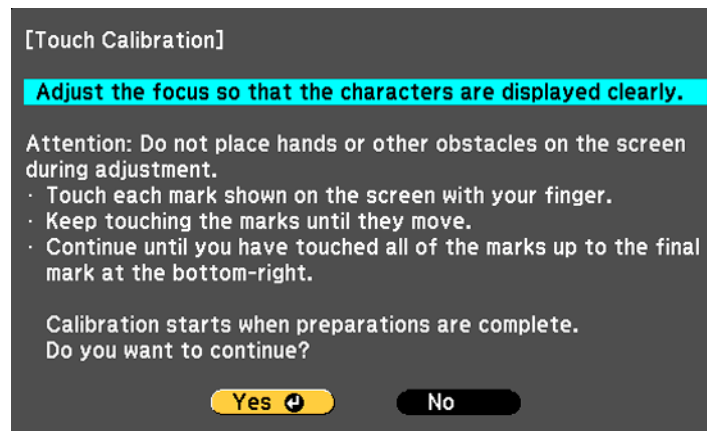 [Touch Calibration]
Adjust the focus so that the characters are displayed clearly.
Attention: Do not place hands or other obstacles on the screen
during adjustment.
· Touch each mark shown on the screen with your finger.
· Keep touching the marks until they move.
· Continue until you have touched all of the marks up to the final
mark at the bottom-right.
Calibration starts when preparations are complete.
Do you want to continue?
Yes No